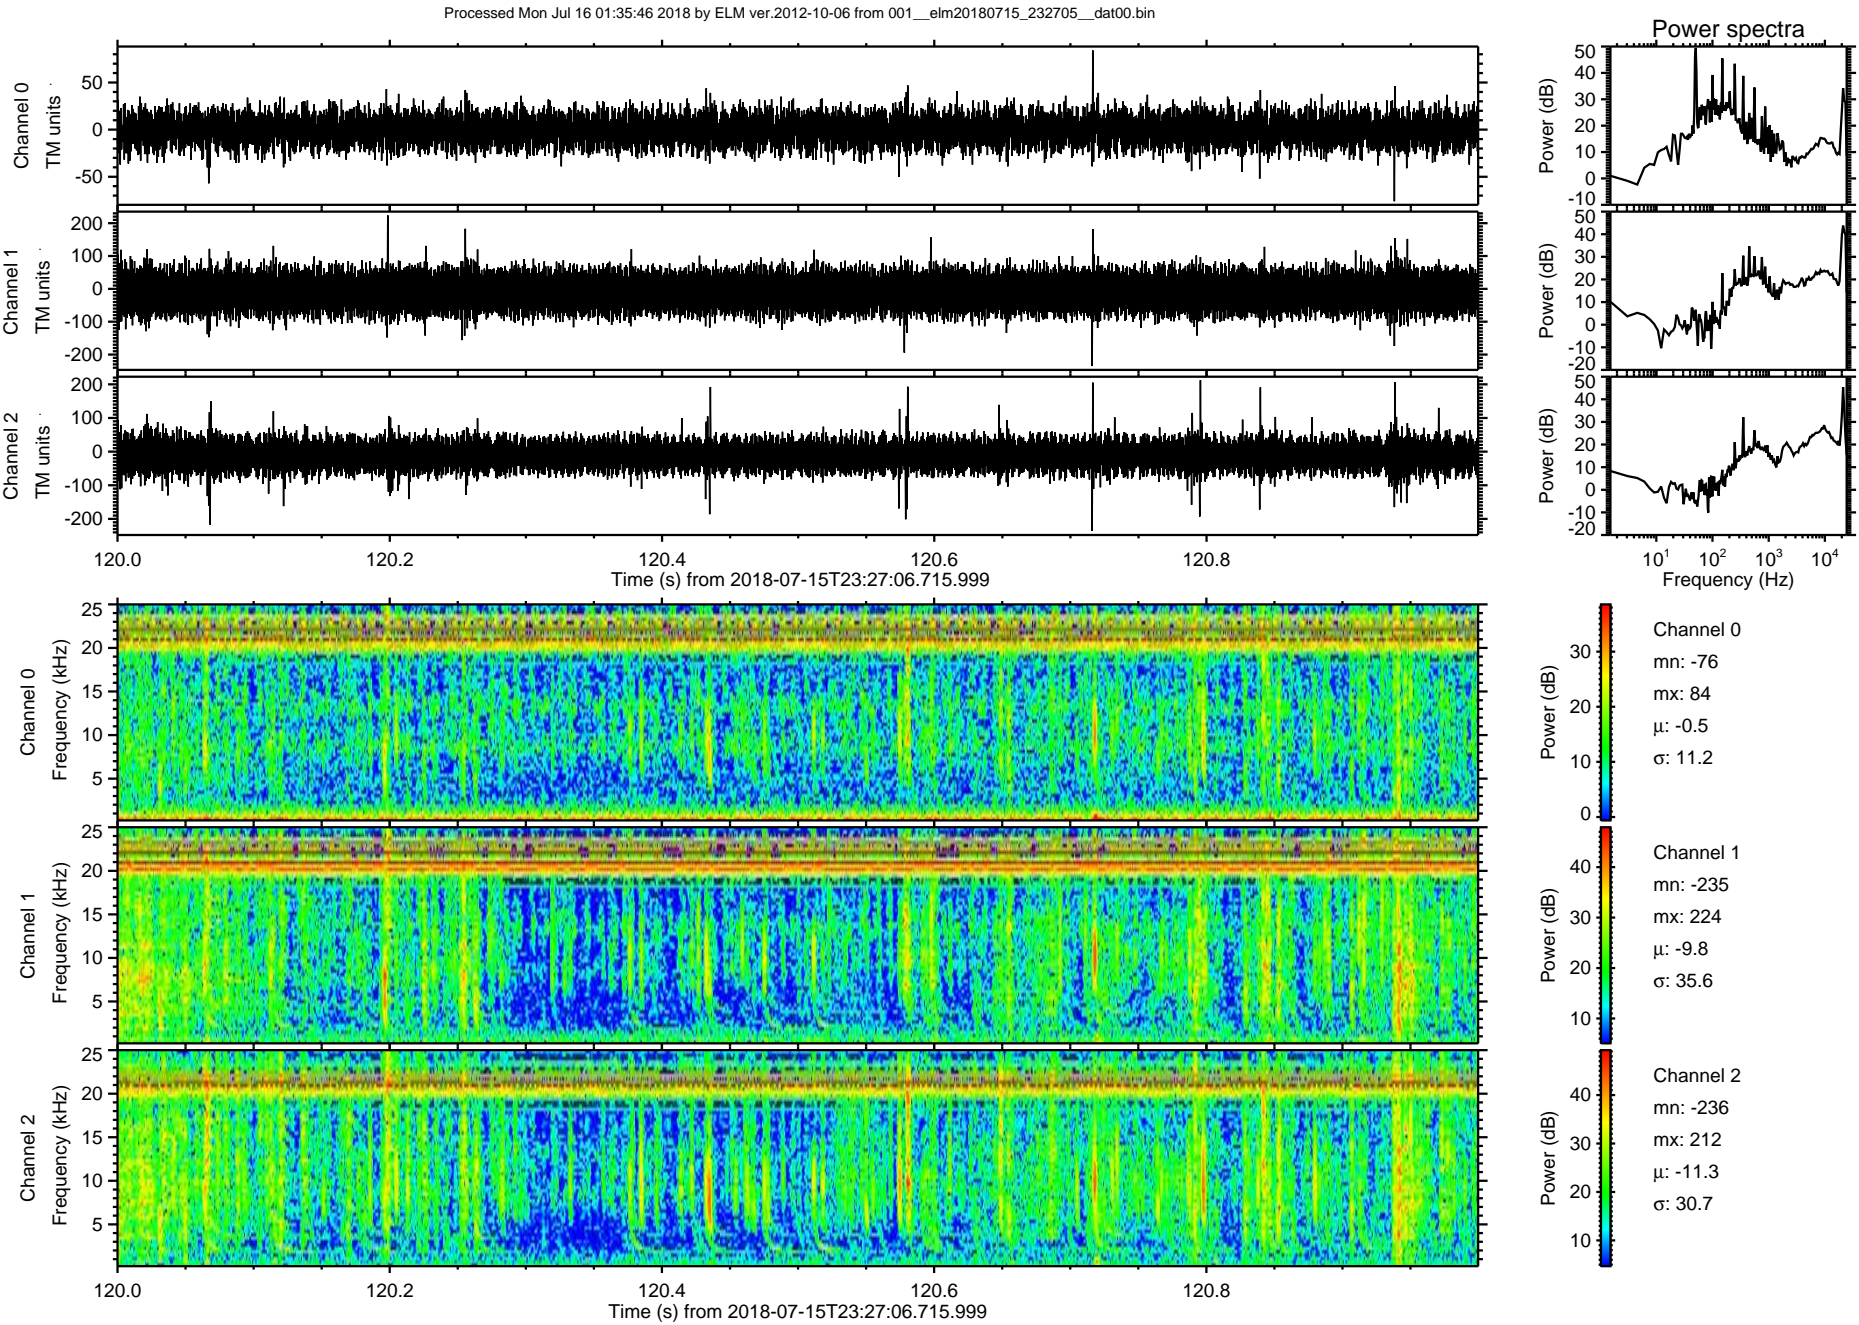 Processed Mon Jul 16 01:35:46 2018 by ELM ver.2012-10-06 from 001__elm20180715_232705__dat00.bin
Power spectra
Channel 0
TM units
50
0
-50
Power (dB)
50
40
30
20
10
0
-10
Channel 1
TM units
200
100
0
-100
-200
Power (dB)
50
40
30
20
10
0
-10
-20
Channel 2
TM units
200
100
0
-100
-200
Power (dB)
50
40
30
20
10
0
-10
-20
120.0 120.2 120.4 120.6 120.8
Time (s) from 2018-07-15T23:27:06.715.999
10¹ 10² 10³ 10⁴
Frequency (Hz)
Channel 0
Frequency (kHz)
25
20
15
10
5
Power (dB)
30
20
10
0
Channel 0
mn: -76
mx: 84
μ: -0.5
σ: 11.2
Channel 1
Frequency (kHz)
25
20
15
10
5
Power (dB)
40
30
20
10
Channel 1
mn: -235
mx: 224
μ: -9.8
σ: 35.6
Channel 2
Frequency (kHz)
25
20
15
10
5
Power (dB)
40
30
20
10
Channel 2
mn: -236
mx: 212
μ: -11.3
σ: 30.7
120.0 120.2 120.4 120.6 120.8
Time (s) from 2018-07-15T23:27:06.715.999